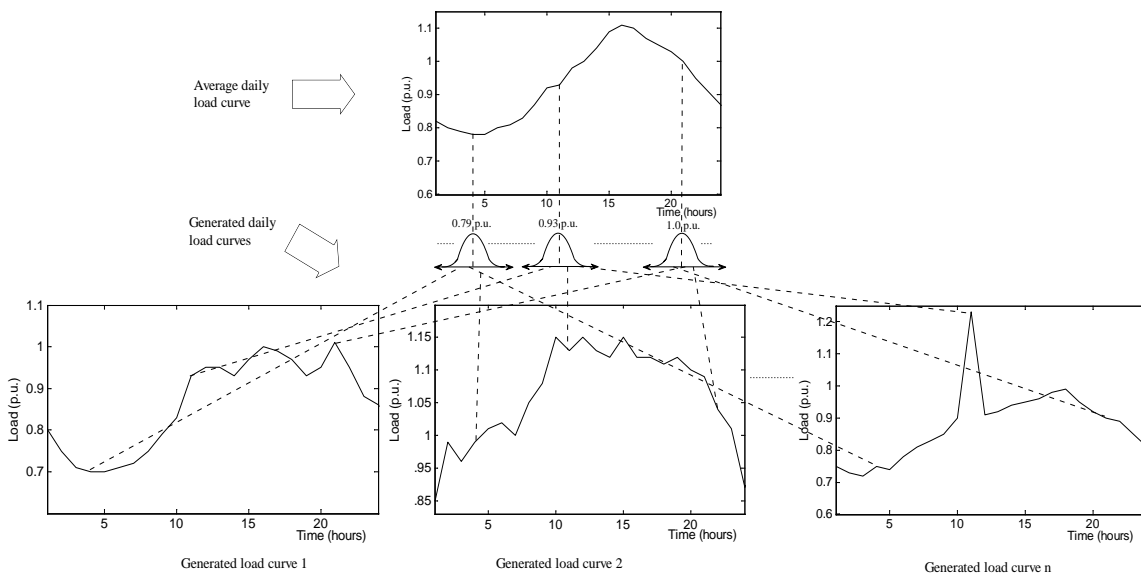 1.1
1
0.9
0.8
0.7
0.6
Load (p.u.)
5
10
15
20
Time (hours)
Average daily
load curve
Generated daily
load curves
0.79 p.u.
0.93 p.u.
1.0 p.u.
1.1
1
0.9
0.8
0.7
Load (p.u.)
5
10
15
20
Time (hours)
Generated load curve 1
1.15
1.1
1.05
1
.95
.85
Load (p.u.)
5
10
15
20
Time (hours)
Generated load curve 2
1.2
1.1
1
0.9
0.8
0.7
0.6
Load (p.u.)
5
10
15
20
Time (hours)
Generated load curve n